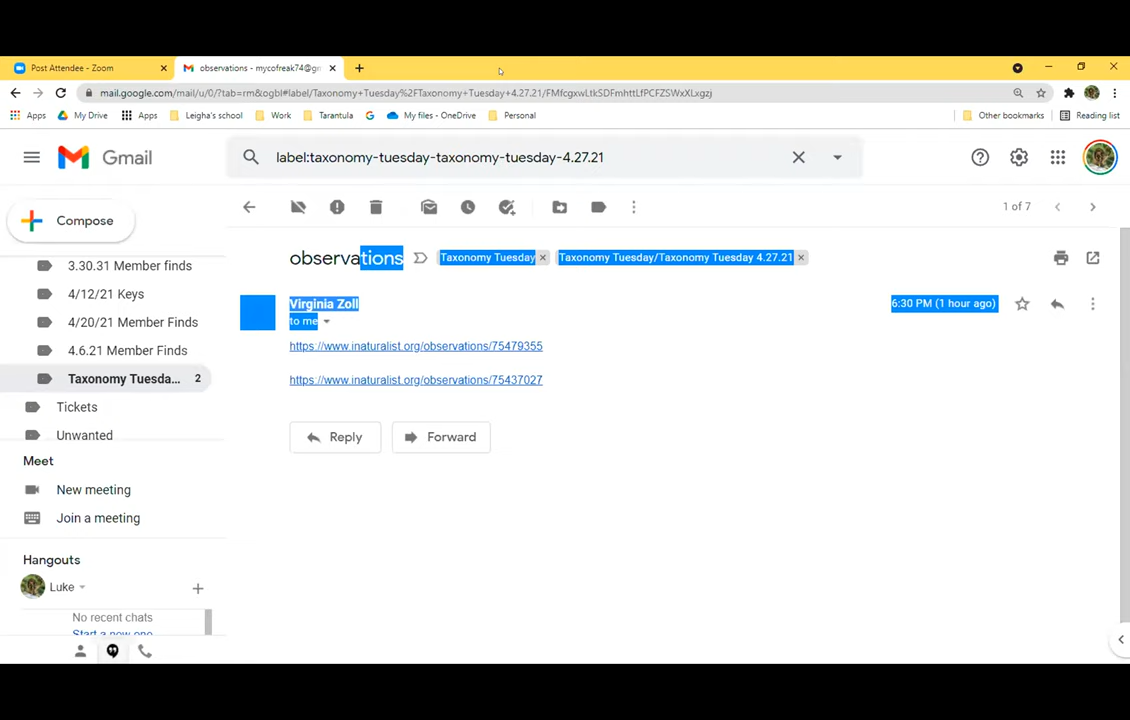 Post Attendee - Zoom
observations - mycofreak74@gm
mail.google.com/mail/u/0/?tab=rm&ogbl#label/Taxonomy+Tuesday%2FTaxonomy+Tuesday+4.27.21/FMfcgxwLtkSDFmhttLfPCFZSWxXLxgzj
Apps
My Drive
Apps
Leigha's school
Work
Tarantula
My files - OneDrive
Personal
Other bookmarks
Reading list
Gmail
label:taxonomy-tuesday-taxonomy-tuesday-4.27.21
Compose
1 of 7
3.30.31 Member finds
4/12/21 Keys
4/20/21 Member Finds
4.6.21 Member Finds
Taxonomy Tuesda... 2
Tickets
Unwanted
Meet
New meeting
Join a meeting
Hangouts
Luke
No recent chats
Start a new one
observations
Taxonomy Tuesday
Taxonomy Tuesday/Taxonomy Tuesday 4.27.21
Virginia Zoll
6:30 PM (1 hour ago)
to me
https://www.inaturalist.org/observations/75479355
https://www.inaturalist.org/observations/75437027
Reply
Forward